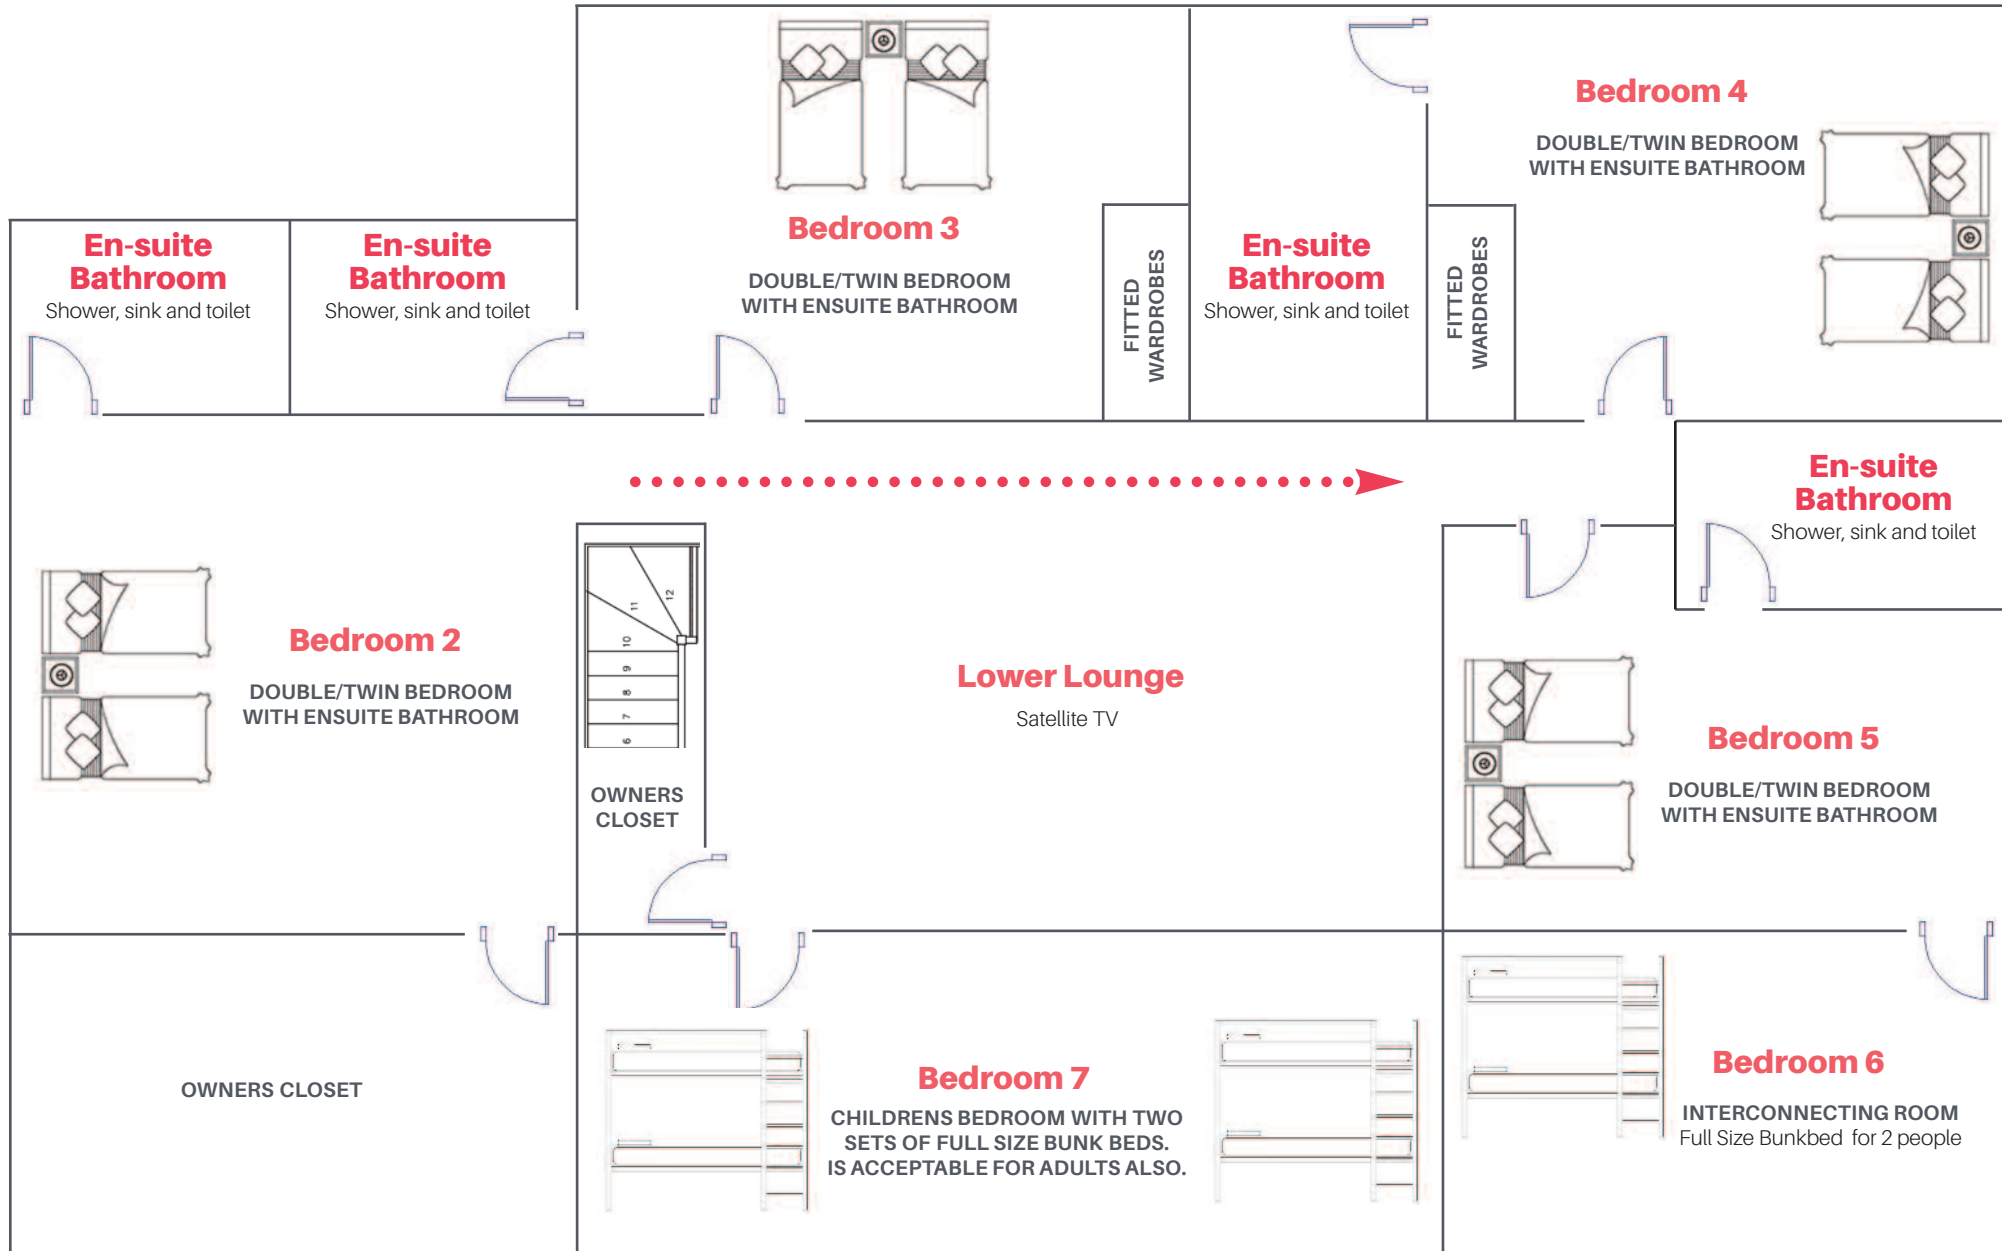 Bedroom 4
DOUBLE/TWIN BEDROOM
WITH ENSUITE BATHROOM
Bedroom 3
DOUBLE/TWIN BEDROOM
WITH ENSUITE BATHROOM
En-suite
Bathroom
Shower, sink and toilet
En-suite
Bathroom
Shower, sink and toilet
FITTED
WARDROBES
En-suite
Bathroom
Shower, sink and toilet
FITTED
WARDROBES
En-suite
Bathroom
Shower, sink and toilet
12
11
10
9
8
7
6
Bedroom 2
DOUBLE/TWIN BEDROOM
WITH ENSUITE BATHROOM
OWNERS
CLOSET
Lower Lounge
Satellite TV
Bedroom 5
DOUBLE/TWIN BEDROOM
WITH ENSUITE BATHROOM
OWNERS CLOSET
Bedroom 7
CHILDRENS BEDROOM WITH TWO
SETS OF FULL SIZE BUNK BEDS.
IS ACCEPTABLE FOR ADULTS ALSO.
Bedroom 6
INTERCONNECTING ROOM
Full Size Bunkbed for 2 people